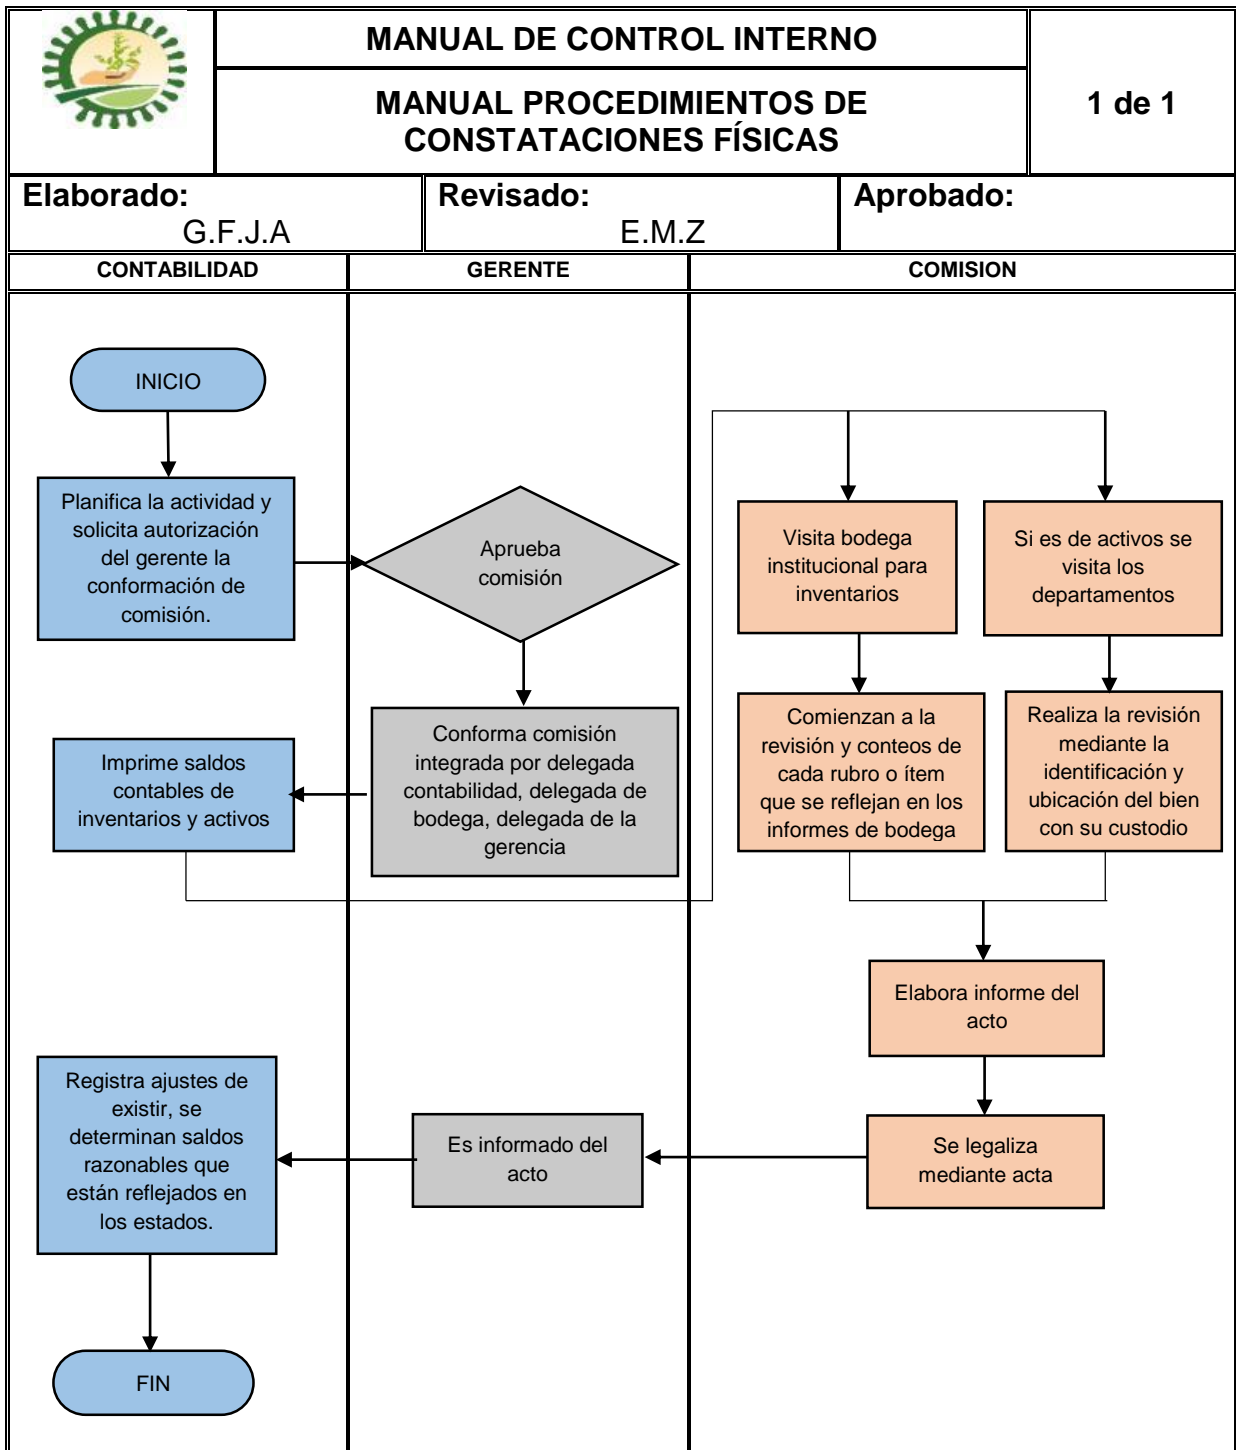 MANUAL DE CONTROL INTERNO
MANUAL PROCEDIMIENTOS DE
CONSTATACIONES FÍSICAS
1 de 1
Elaborado:
G.F.J.A
Revisado:
E.M.Z
Aprobado:
CONTABILIDAD
GERENTE
COMISION
INICIO
Planifica la actividad y
solicita autorización
del gerente la
conformación de
comisión.
Aprueba
comisión
Conforma comisión
integrada por delegada
contabilidad, delegada de
bodega, delegada de la
gerencia
Imprime saldos
contables de
inventarios y activos
Visita bodega
institucional para
inventarios
Si es de activos se
visita los
departamentos
Comienzan a la
revisión y conteos de
cada rubro o ítem
que se reflejan en los
informes de bodega
Realiza la revisión
mediante la
identificación y
ubicación del bien
con su custodio
Elabora informe del
acto
Se legaliza
mediante acta
Es informado del
acto
Registra ajustes de
existir, se
determinan saldos
razonables que
están reflejados en
los estados.
FIN